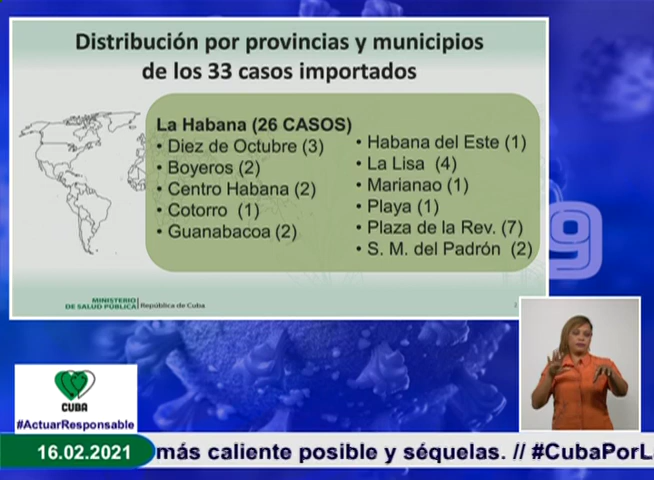 Distribución por provincias y municipios
de los 33 casos importados
La Habana (26 CASOS)
• Diez de Octubre (3)
• Boyeros (2)
• Centro Habana (2)
• Cotorro (1)
• Guanabacoa (2)
• Habana del Este (1)
• La Lisa (4)
• Marianao (1)
• Playa (1)
• Plaza de la Rev. (7)
• S. M. del Padrón (2)
MINISTERIO
DE SALUD PÚBLICA República de Cuba
2
9
CUBA
#ActuarResponsable
16.02.2021 más caliente posible y séquelas. // #CubaPorL